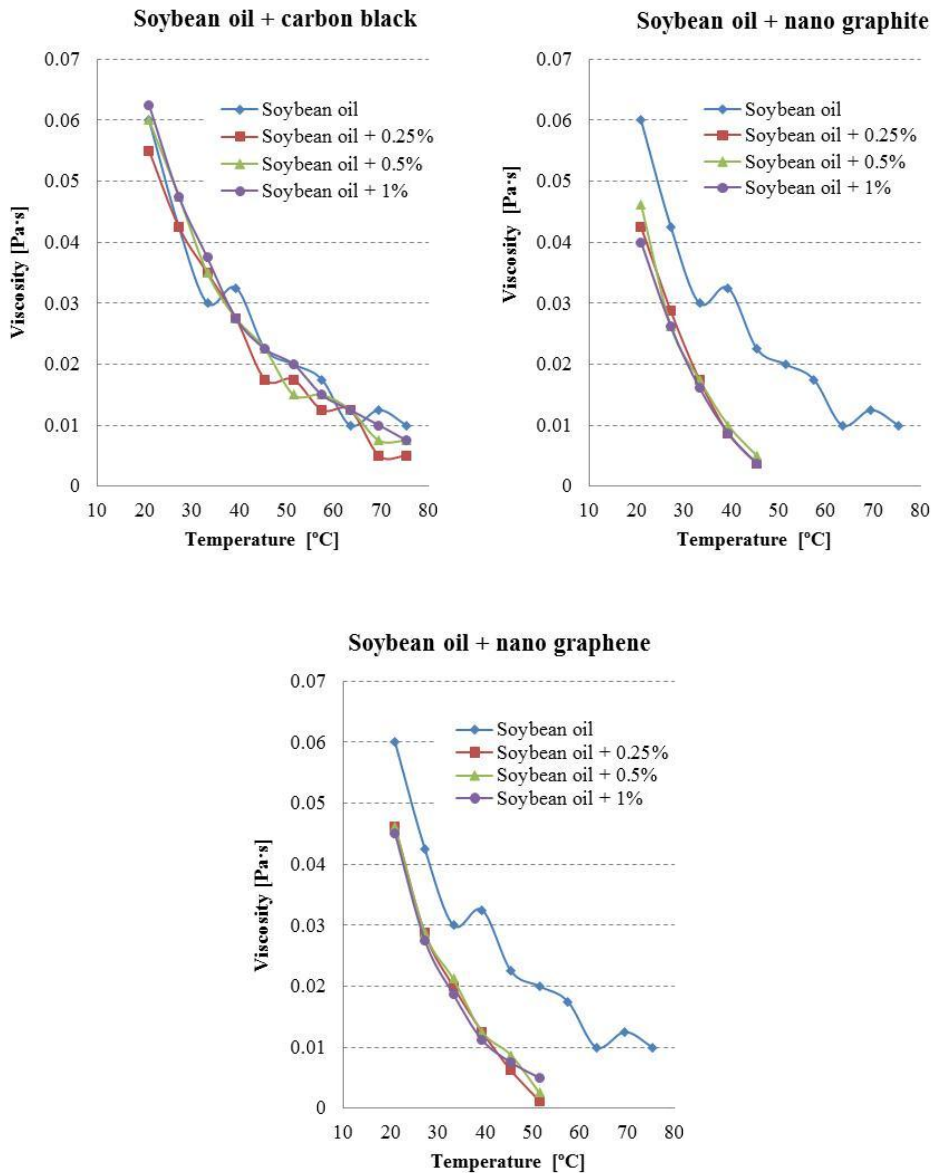 Soybean oil + carbon black
0.07
0.06
0.05
0.04
0.03
0.02
0.01
0
Viscosity [Pa·s]
Soybean oil
Soybean oil + 0.25%
Soybean oil + 0.5%
Soybean oil + 1%
10 20 30 40 50 60 70 80
Temperature [°C]
Soybean oil + nano graphite
0.07
0.06
0.05
0.04
0.03
0.02
0.01
0
Viscosity [Pa·s]
Soybean oil
Soybean oil + 0.25%
Soybean oil + 0.5%
Soybean oil + 1%
10 20 30 40 50 60 70 80
Temperature [°C]
Soybean oil + nano graphene
0.07
0.06
0.05
0.04
0.03
0.02
0.01
0
Viscosity [Pa·s]
Soybean oil
Soybean oil + 0.25%
Soybean oil + 0.5%
Soybean oil + 1%
10 20 30 40 50 60 70 80
Temperature [°C]